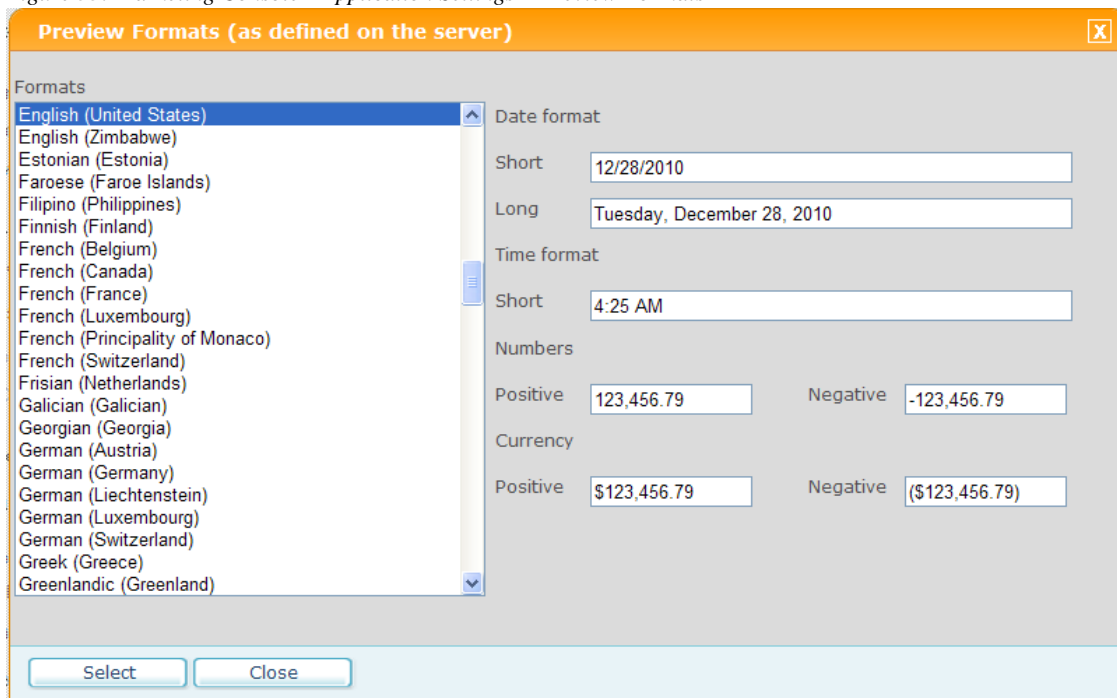 Preview Formats (as defined on the server)
X
Formats
English (United States)
English (Zimbabwe)
Estonian (Estonia)
Faroese (Faroe Islands)
Filipino (Philippines)
Finnish (Finland)
French (Belgium)
French (Canada)
French (France)
French (Luxembourg)
French (Principality of Monaco)
French (Switzerland)
Frisian (Netherlands)
Galician (Galician)
Georgian (Georgia)
German (Austria)
German (Germany)
German (Liechtenstein)
German (Luxembourg)
German (Switzerland)
Greek (Greece)
Greenlandic (Greenland)
Date format
Short 12/28/2010
Long Tuesday, December 28, 2010
Time format
Short 4:25 AM
Numbers
Positive 123,456.79 Negative -123,456.79
Currency
Positive $123,456.79 Negative ($123,456.79)
Select Close